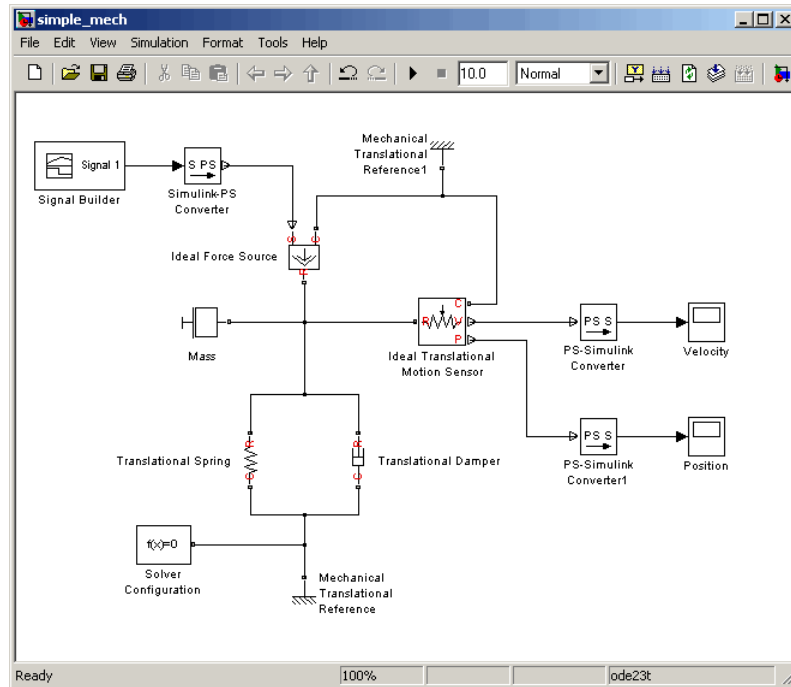 simple_mech
File Edit View Simulation Format Tools Help
10.0 Normal
Mechanical
Translational
Reference1
Signal 1
S PS
Signal Builder
Simulink-PS
Converter
S C
Ideal Force Source
R
C
R V
P
Mass
Ideal Translational
Motion Sensor
PS S
PS-Simulink
Converter
Velocity
PS S
PS-Simulink
Converter1
Position
R R
Translational Spring
Translational Damper
C C
f(x)=0
Solver
Configuration
Mechanical
Translational
Reference
Ready 100% ode23t